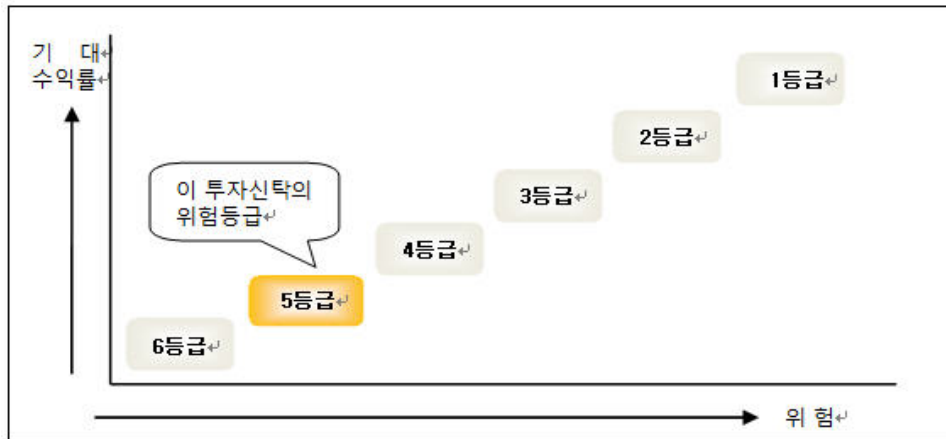 기 대
수익률
1등급
2등급
3등급
이 투자신탁의
위험등급
4등급
5등급
6등급
위 험